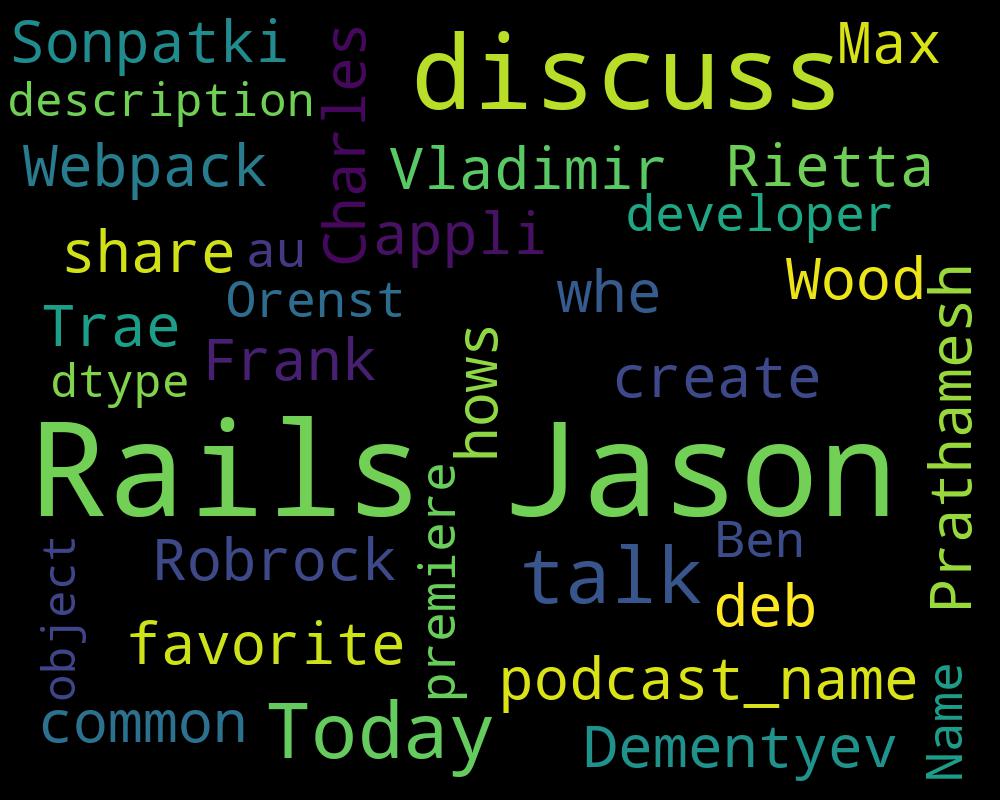 Sonpatki
Charles
discuss
Max
description
Webpack
Vladimir
Rietta
developer
share
au
appli
Orenst
whe
Wood
Prathamesh
Trae
Frank
hows
dtype
create
Rails
Jason
premiere
object
Robrock
talk
Ben
deb
favorite
podcast_name
Name
common
Today
Dementyev